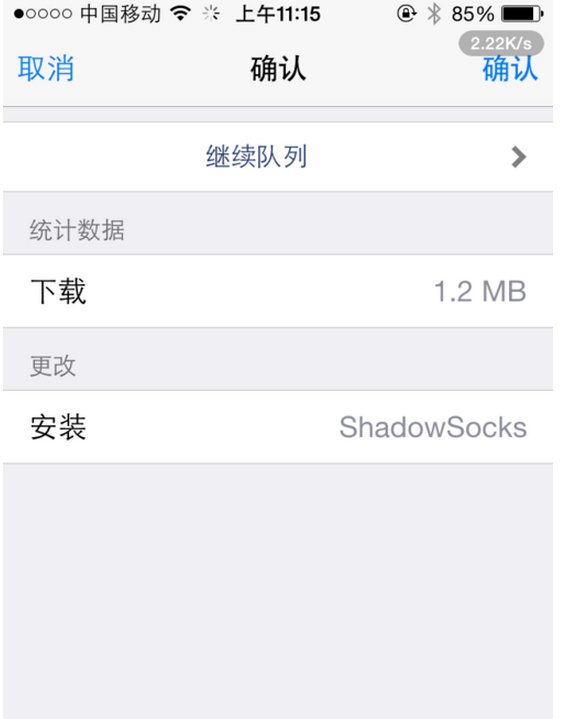 中国移动 上午11:15 85%
2.22K/s
取消 确认 确认
继续队列
统计数据
下载 1.2 MB
更改
安装 ShadowSocks